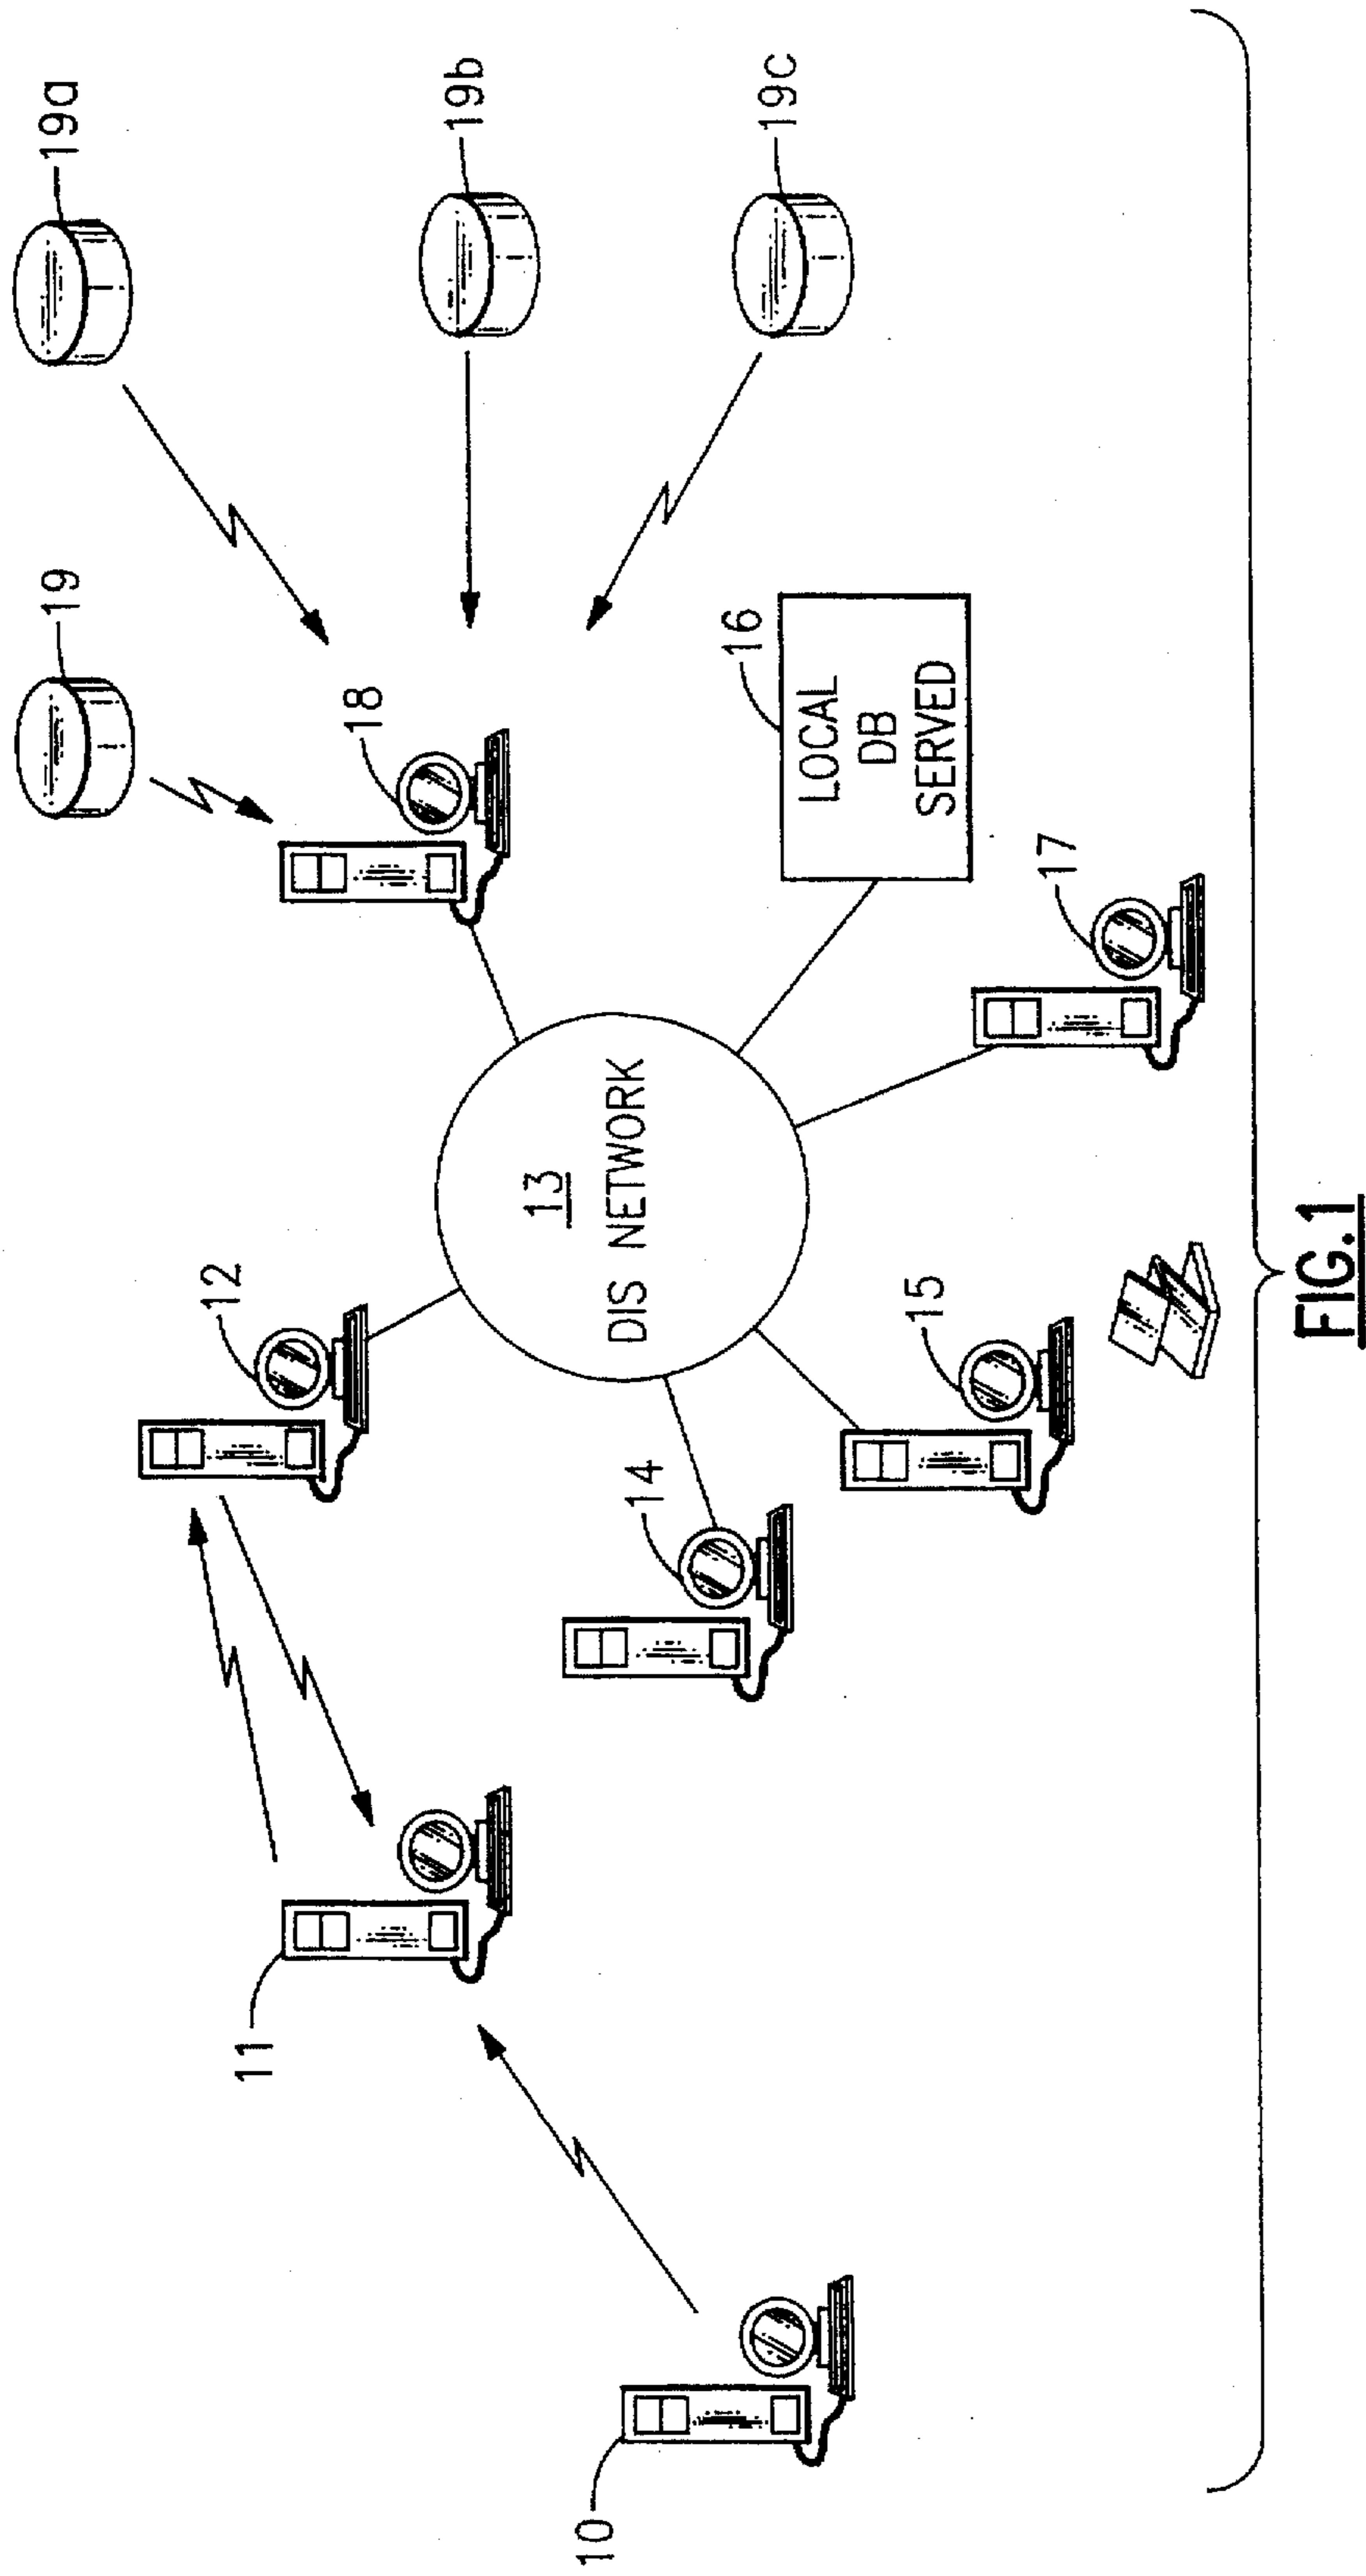 19a
19b
19c
19
18
16
LOCAL
DB
SERVED
17
12
13
DIS NETWORK
14
15
11
10
FIG.1